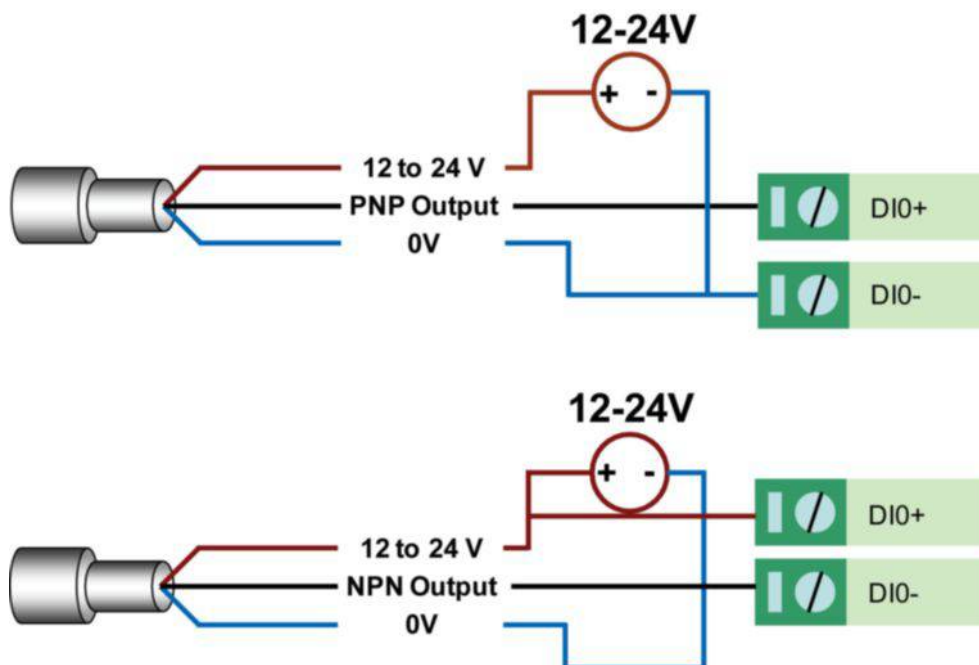 12-24V
+ -
12 to 24 V
PNP Output
0V
DI0+
DI0-
12-24V
+ -
12 to 24 V
NPN Output
0V
DI0+
DI0-